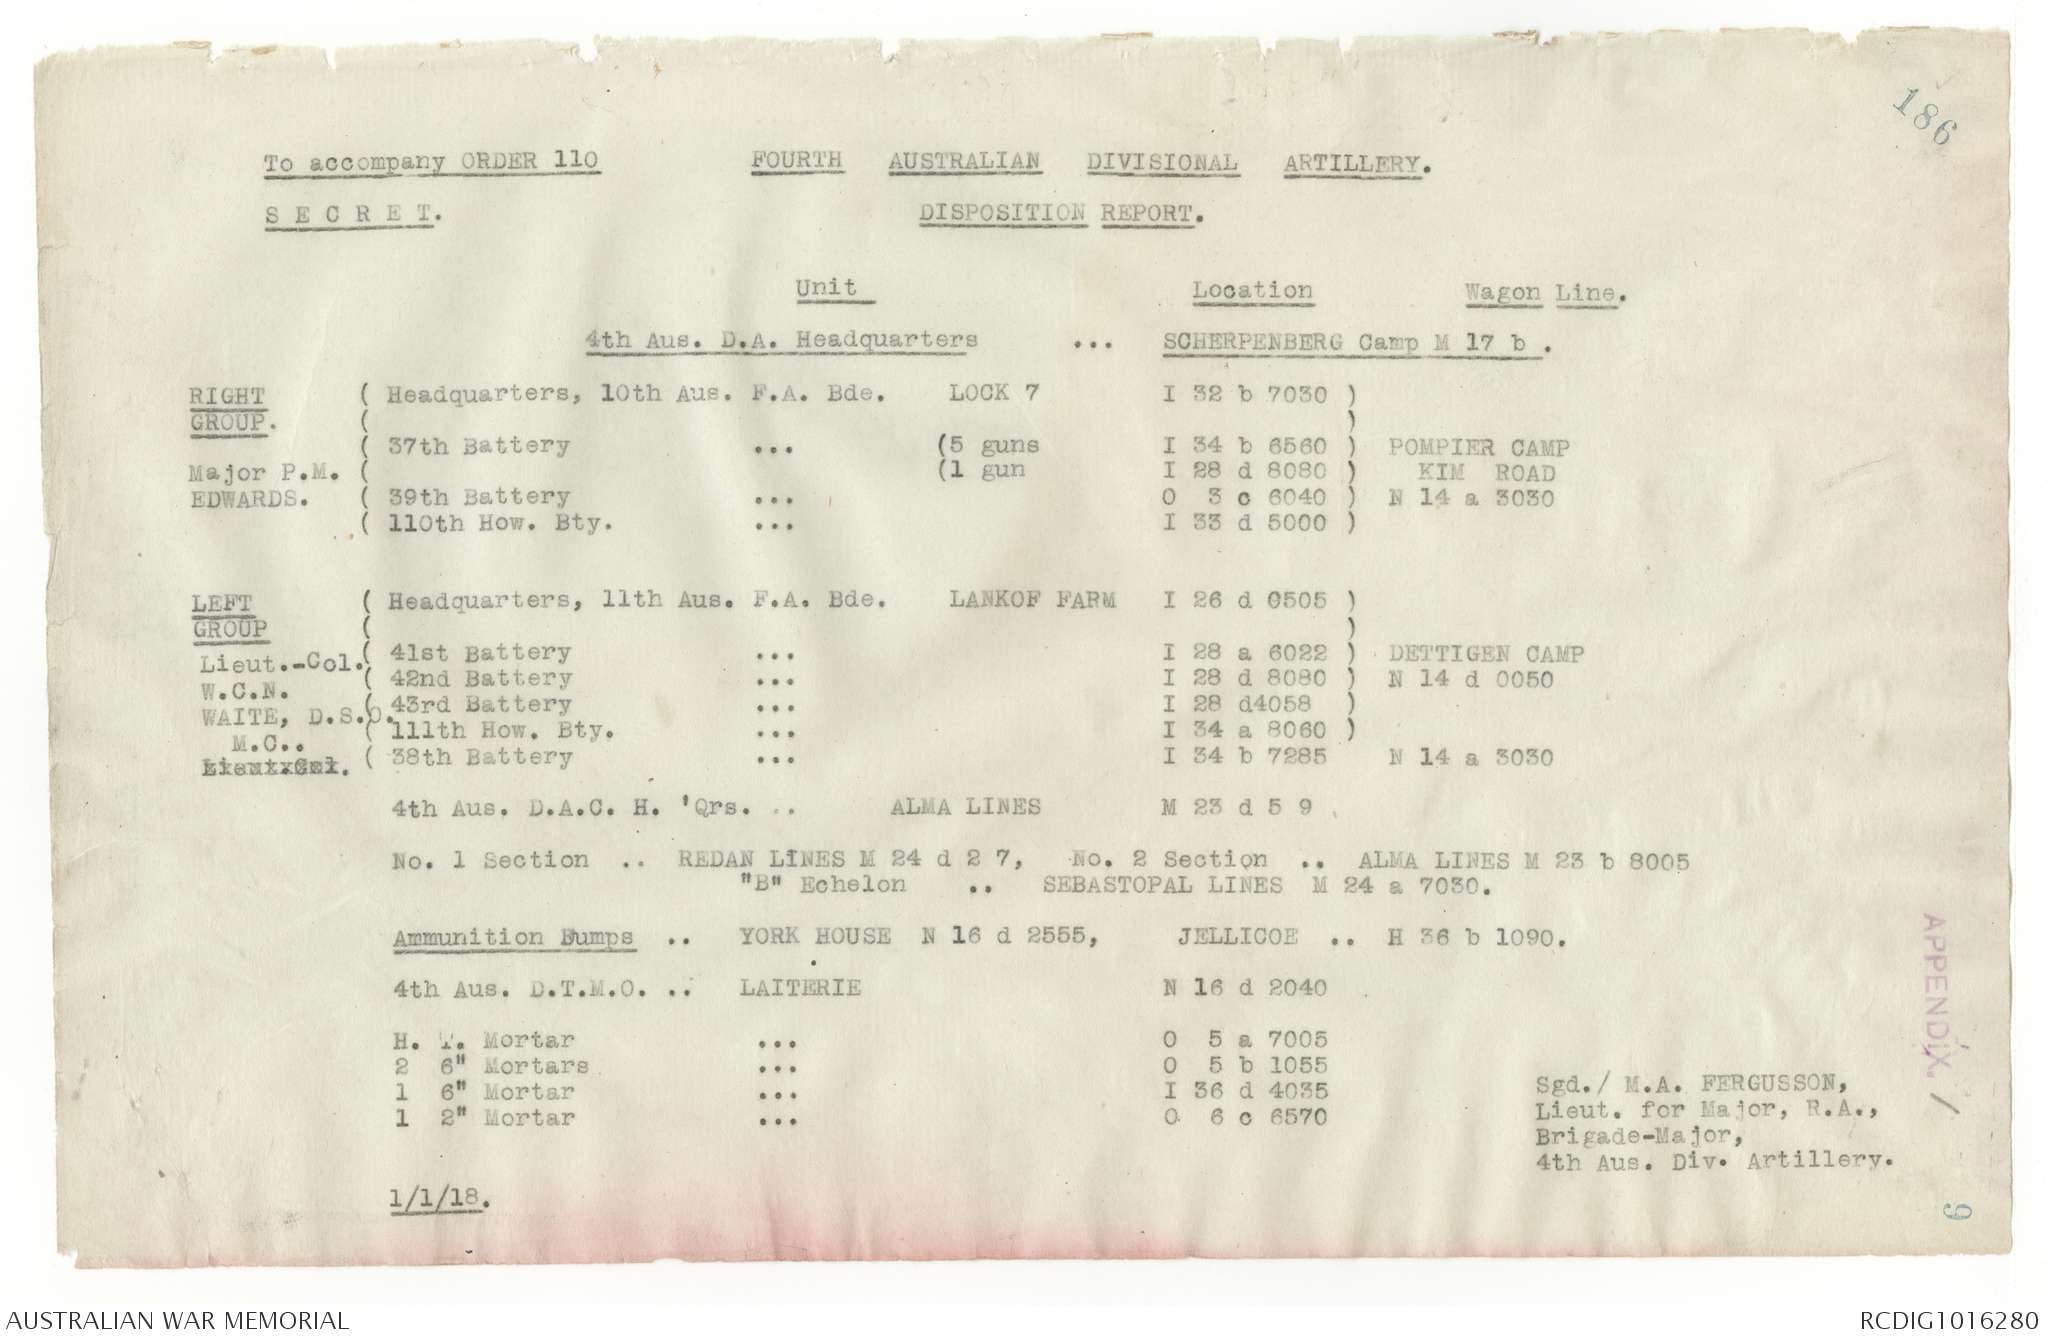 186
To accompany ORDER 110 FOURTH AUSTRALIAN DIVISIONAL ARTILLERY.
S E C R E T. DISPOSITION REPORT.
Unit Location Wagon Line.
4th Aus. D.A. Headquarters ... SCHERPENBERG Camp M 17 b .
RIGHT ( Headquarters, 10th Aus. F.A. Bde. LOCK 7 I 32 b 7030 )
GROUP. ( )
( 37th Battery ... (5 guns I 34 b 6560 ) POMPIER CAMP
Major P.M. ( (1 gun I 28 d 8080 ) KIM ROAD
EDWARDS. ( 39th Battery ... O 3 c 6040 ) N 14 a 3030
( 110th How. Bty. ... I 33 d 5000 )
LEFT ( Headquarters, 11th Aus. F.A. Bde. LANKOF FARM I 26 d 0505 )
GROUP ( )
Lieut.-Col. ( 41st Battery ... I 28 a 6022 ) DETTIGEN CAMP
W.C.N. ( 42nd Battery ... I 28 d 8080 ) N 14 d 0050
WAITE, D.S.O. ( 43rd Battery ... I 28 d4058 )
M.C.. ( 111th How. Bty. ... I 34 a 8060 )
Lieut.Col. ( 38th Battery ... I 34 b 7285 N 14 a 3030
4th Aus. D.A.C. H. 'Qrs. .. ALMA LINES M 23 d 5 9
No. 1 Section .. REDAN LINES M 24 d 2 7, No. 2 Section .. ALMA LINES M 23 b 8005
"B" Echelon .. SEBASTOPAL LINES M 24 a 7030.
Ammunition Dumps .. YORK HOUSE N 16 d 2555, JELLICOE .. H 36 b 1090.
4th Aus. D.T.M.O. .. LAITERIE N 16 d 2040
H. T. Mortar ... O 5 a 7005
2 6" Mortars ... O 5 b 1055
1 6" Mortar ... I 36 d 4035
1 2" Mortar ... O 6 c 6570
Sgd./ M.A. FERGUSSON,
Lieut. for Major, R.A.,
Brigade-Major,
4th Aus. Div. Artillery.
1/1/18.
APPENDIX. /
9
AUSTRALIAN WAR MEMORIAL RCDIG1016280